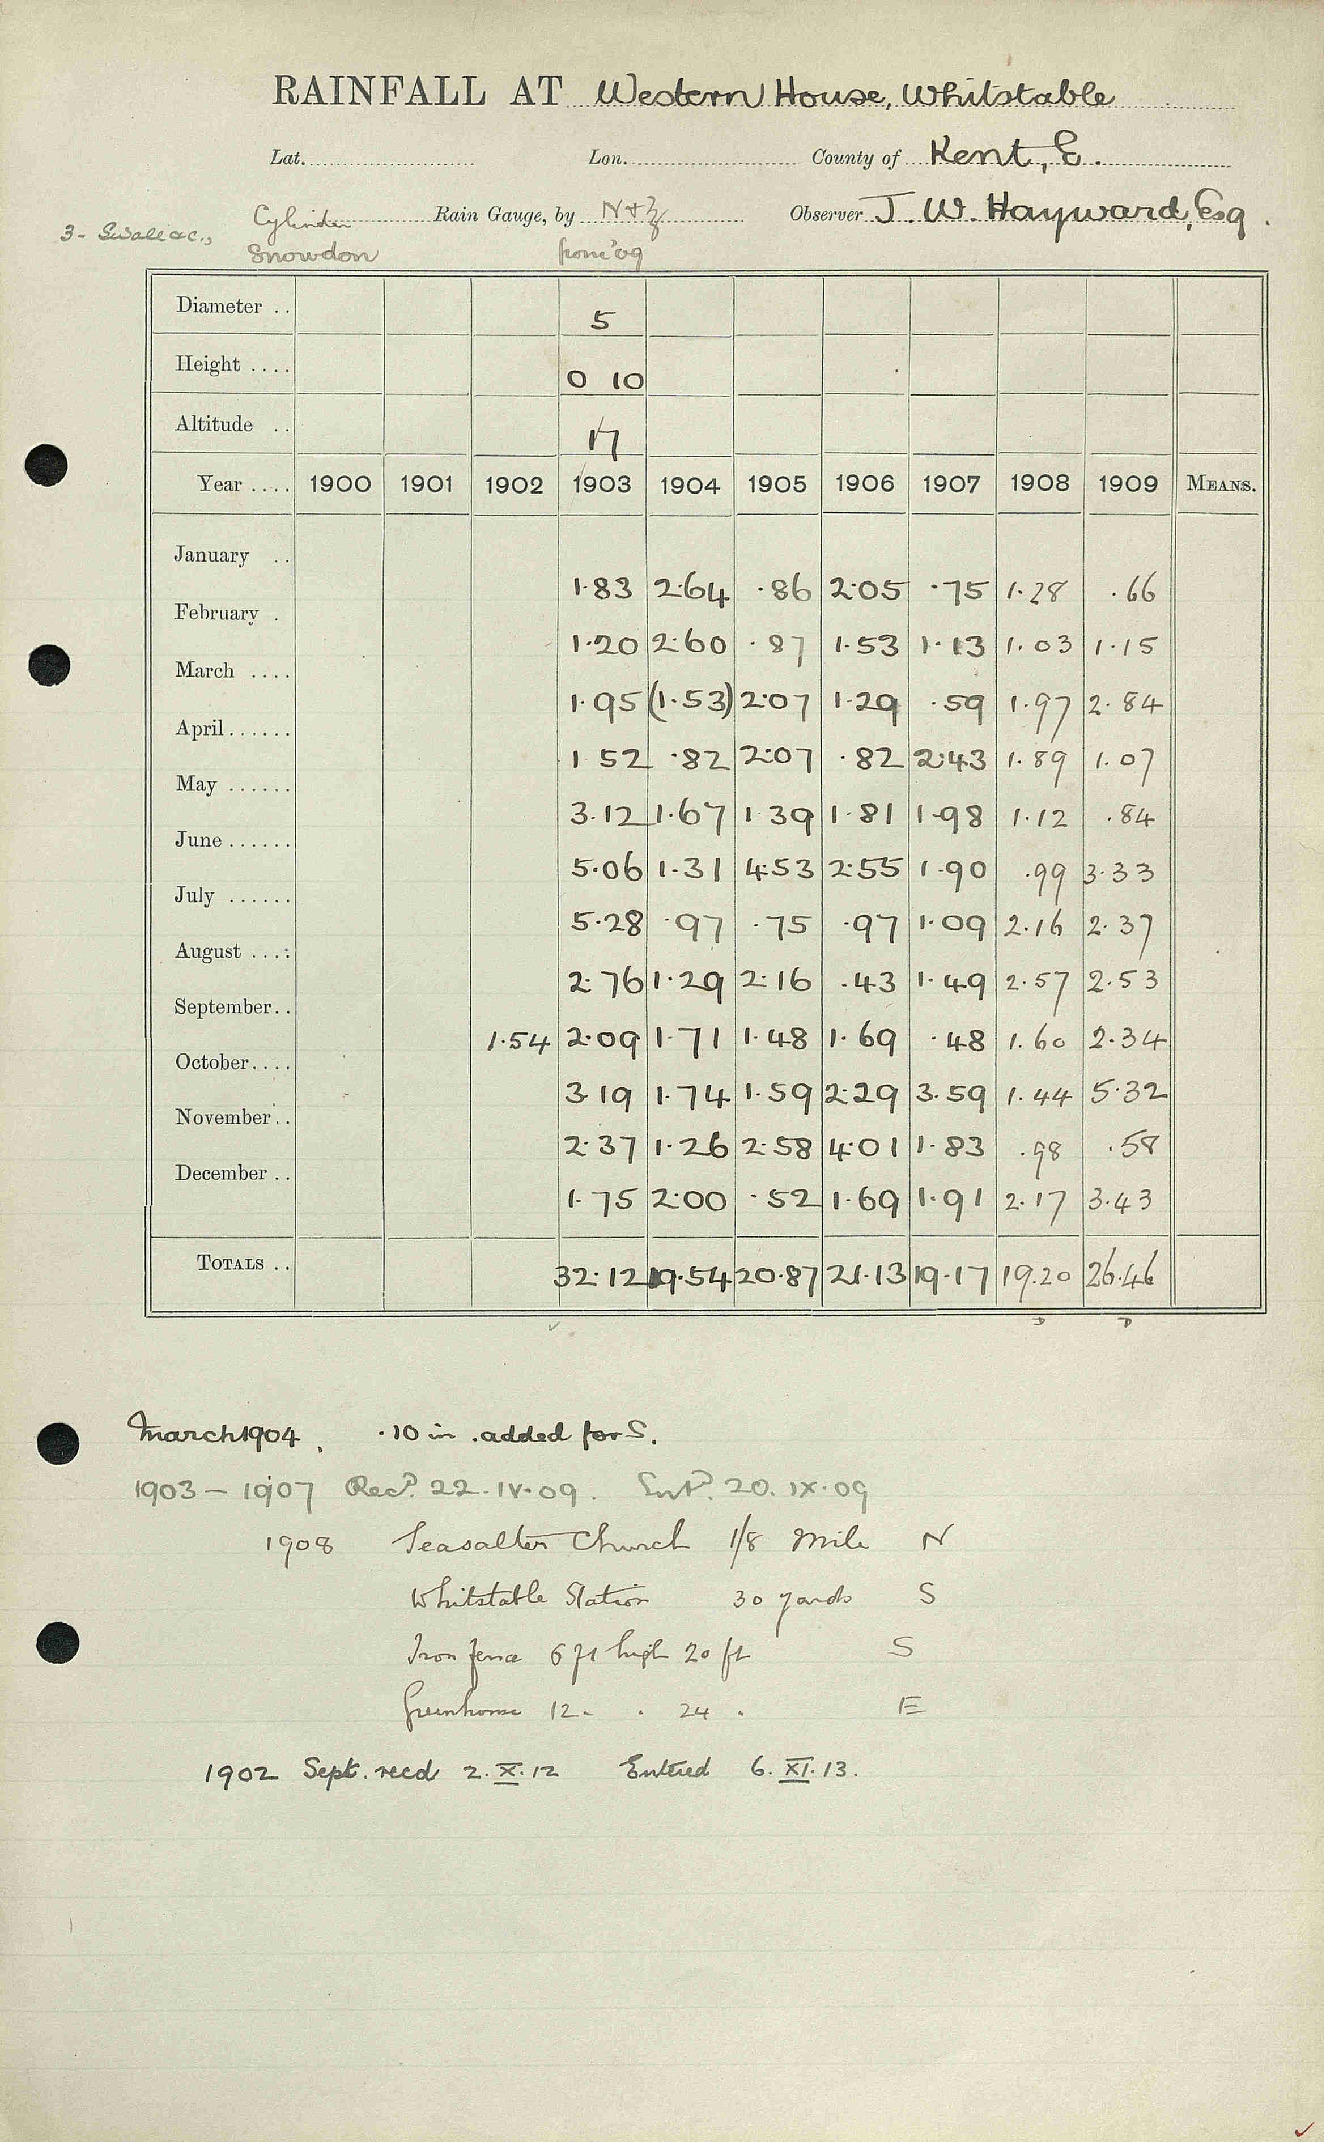 RAINFALL AT Western House, Whitstable
Lat. Lon. County of Kent, E.
Cylinder Rain Gauge, by N & Z Observer J. W. Hayward, Esq.
3 -
Snowdon from '09
Diameter .. 5
Height .... 0 10
Altitude .. 17
Year .... 1900 1901 1902 1903 1904 1905 1906 1907 1908 1909 MEANS.
January .. 1.83 2.64 .86 2.05 .75 1.28 .66
February . 1.20 2.60 .87 1.53 1.13 1.03 1.15
March .... 1.95 (1.53) 2.07 1.29 .59 1.97 2.84
April...... 1 52 .82 2.07 .82 2.43 1.89 1.07
May ...... 3.12 1.67 1 39 1.81 1.98 1.12 .84
June...... 5.06 1.31 4.53 2.55 1.90 .99 3.33
July ...... 5.28 .97 .75 .97 1.09 2.16 2.37
August .... 2.76 1.29 2.16 .43 1.49 2.57 2.53
September.. 1.54 2.09 1.71 1.48 1.69 .48 1.60 2.34
October.... 3.19 1.74 1.59 2.29 3.59 1.44 5.32
November.. 2.37 1.26 2.58 4.01 1.83 .98 .58
December .. 1.75 2.00 .52 1.69 1.91 2.17 3.43
TOTALS .. 32.12 19.54 20.87 21.13 19.17 19.20 26.46
March 1904. .10 in. added for S.
1903 – 1907 Recd. 22.IV.09. Entd. 20.IX.09
1908 Seasalter Church 1/8 Mile N
Whitstable Station 30 yards S
Iron fence 6 ft high 20 ft S
Greenhouse 12 " " 24 " E
1902 Sept. recd 2.X.12 Entered 6.XI.13.